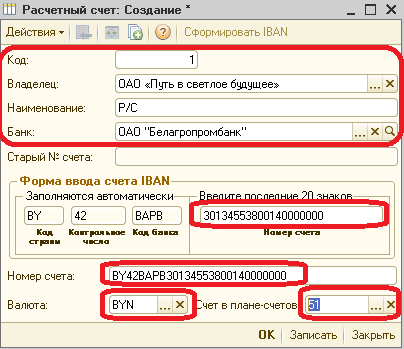 Расчетный счет: Создание *
Действия Сформировать IBAN
Код: 1
Владелец: ОАО «Путь в светлое будущее» ... ×
Наименование: Р/С
Банк: ОАО "Белагропромбанк" ... ×
Старый № счета:
Форма ввода счета IBAN
Заполняются автоматически Введите последние 20 знаков
BY 42 BAPB 30134553800140000000
Код страны Контрольное число Код банка Номер счета
Номер счета: BY42BAPB30134553800140000000
Валюта: BYN ... × Счет в плане-счетов: 51 ... ×
OK Записать Закрыть